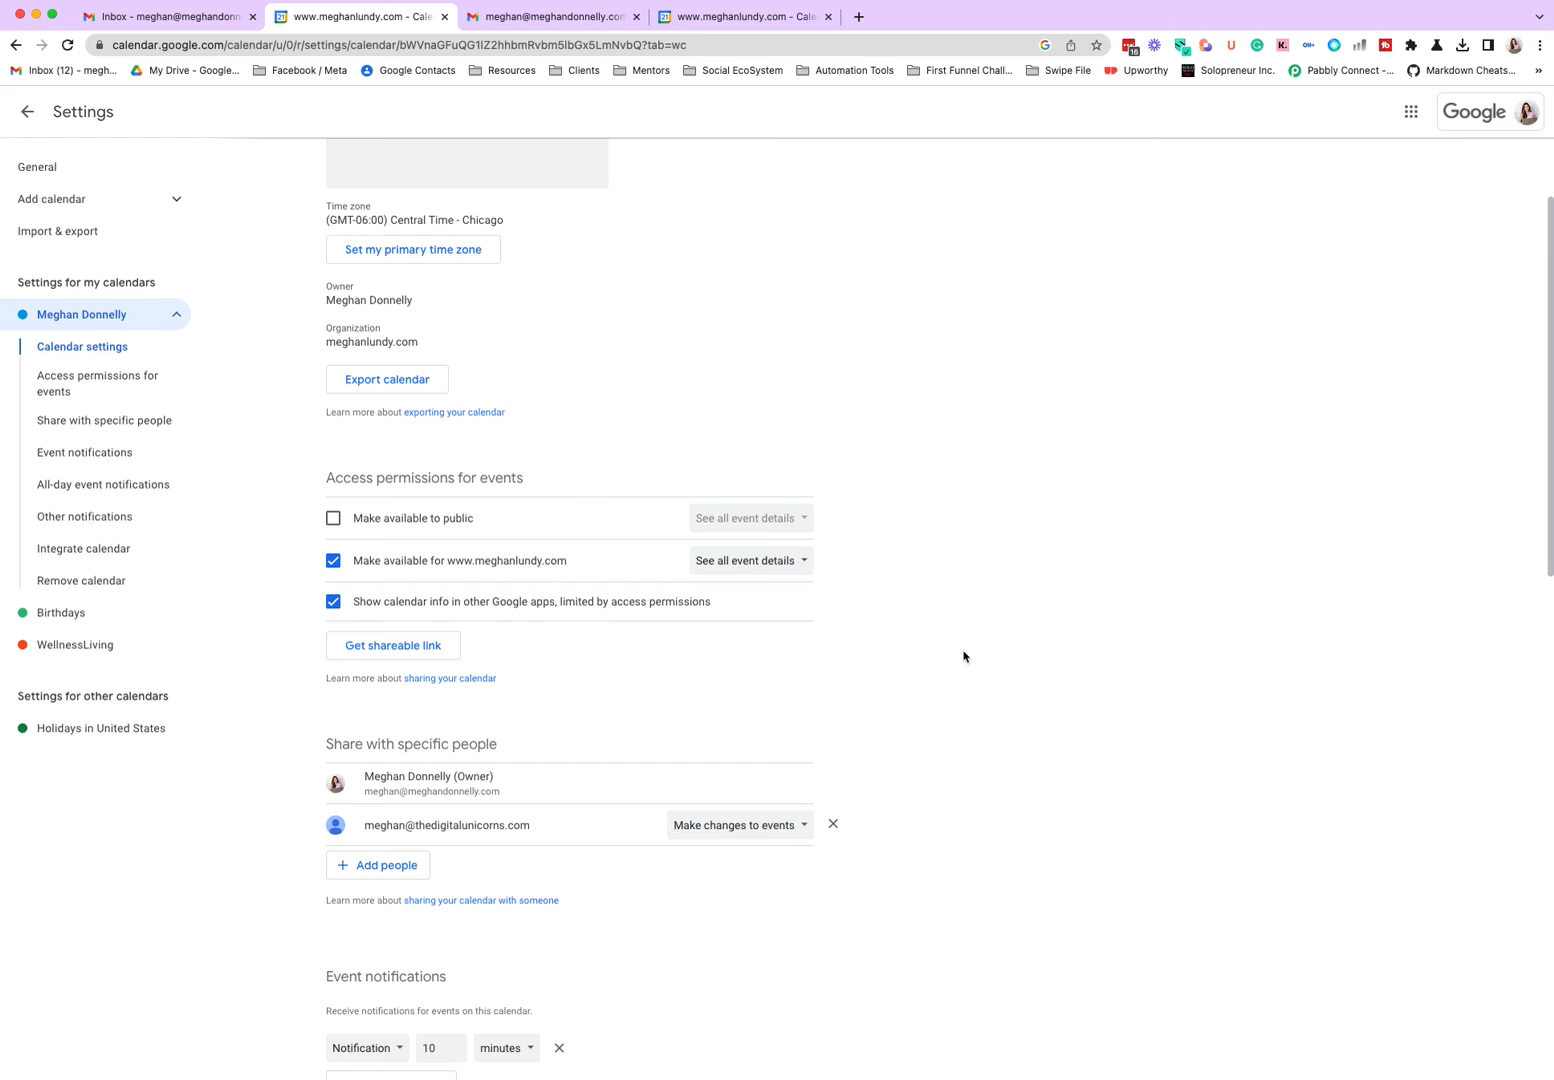 Inbox - meghan@meghandonn
www.meghanlundy.com - Cale
meghan@meghandonnelly.com
www.meghanlundy.com - Cale
calendar.google.com/calendar/u/0/r/settings/calendar/bWVnaGFuQG1lZ2hhbmRvbm5lbGx5LmNvbQ?tab=wc
Inbox (12) - megh...
My Drive - Google...
Facebook / Meta
Google Contacts
Resources
Clients
Mentors
Social EcoSystem
Automation Tools
First Funnel Chall...
Swipe File
Upworthy
Solopreneur Inc.
Pabbly Connect -...
Markdown Cheats...
Settings
Google
General
Add calendar
Import & export
Settings for my calendars
Meghan Donnelly
Calendar settings
Access permissions for
events
Share with specific people
Event notifications
All-day event notifications
Other notifications
Integrate calendar
Remove calendar
Birthdays
WellnessLiving
Settings for other calendars
Holidays in United States
Time zone
(GMT-06:00) Central Time - Chicago
Set my primary time zone
Owner
Meghan Donnelly
Organization
meghanlundy.com
Export calendar
Learn more about exporting your calendar
Access permissions for events
Make available to public
See all event details
Make available for www.meghanlundy.com
See all event details
Show calendar info in other Google apps, limited by access permissions
Get shareable link
Learn more about sharing your calendar
Share with specific people
Meghan Donnelly (Owner)
meghan@meghandonnelly.com
meghan@thedigitalunicorns.com
Make changes to events
+ Add people
Learn more about sharing your calendar with someone
Event notifications
Receive notifications for events on this calendar.
Notification
10
minutes